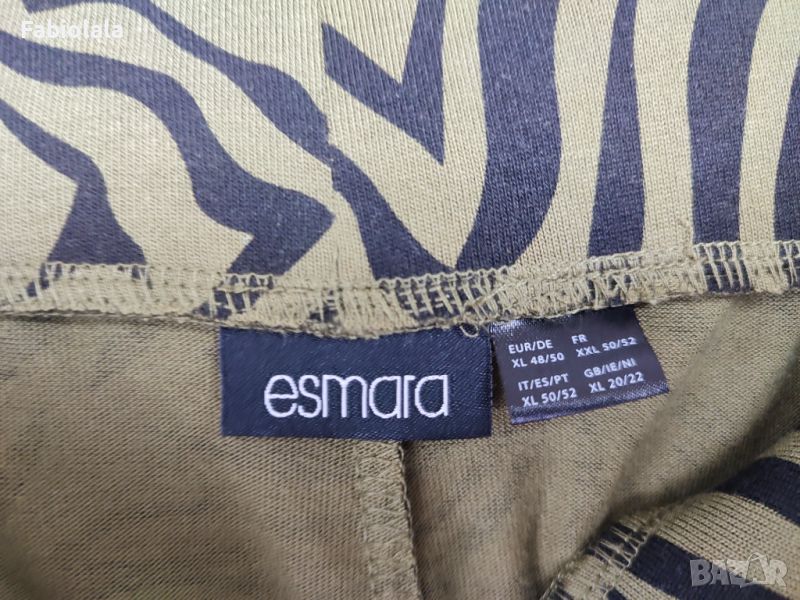 Fabiolala
esmara
EUR/DE FR
XL 48/50 XXL 50/52
IT/ES/PT GB/IE/NI
XL 50/52 XL 20/22
BAZAR